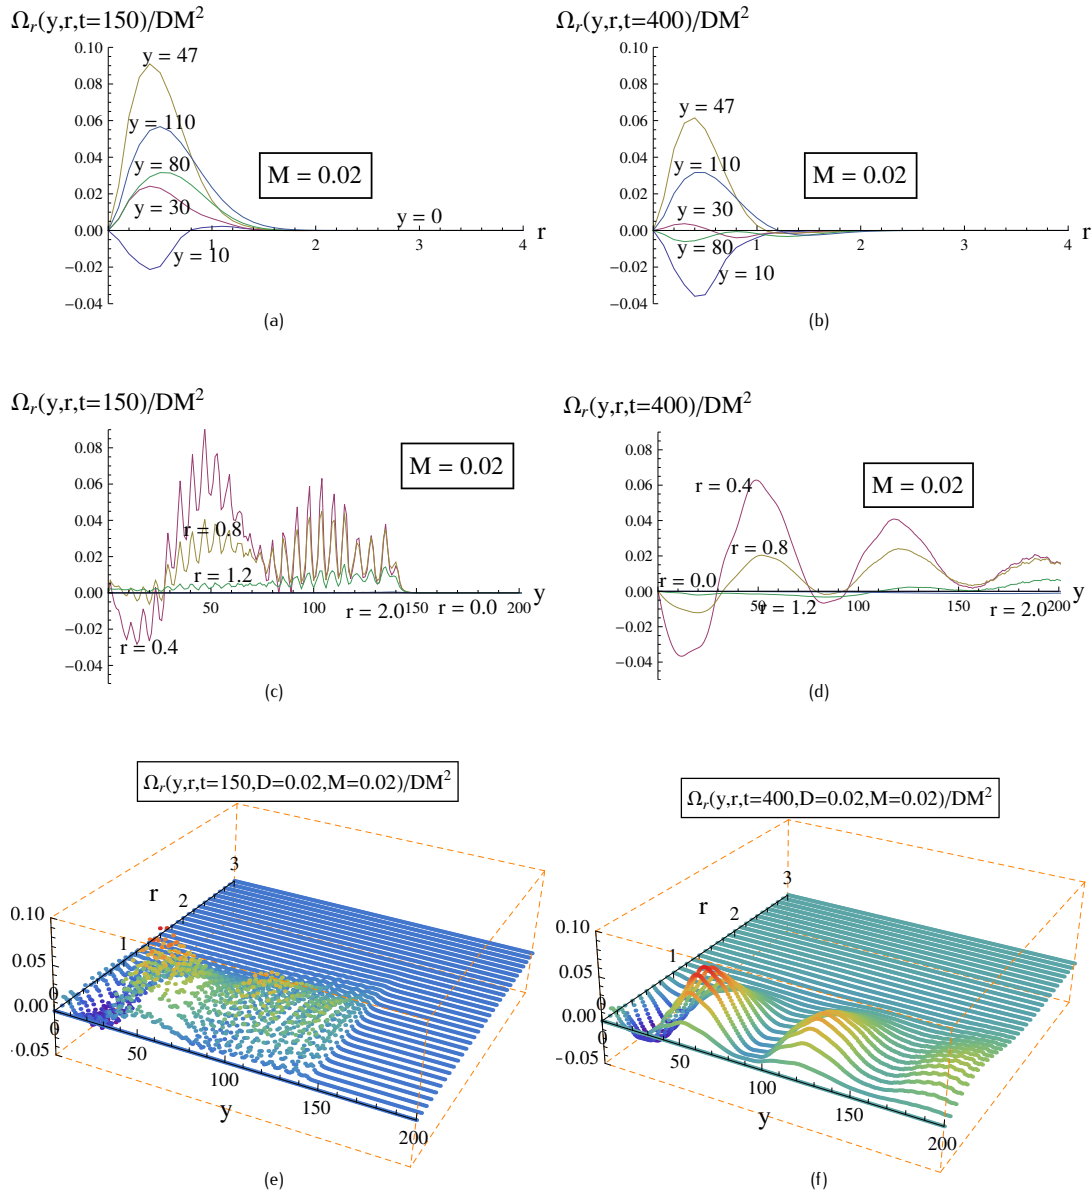 Ω_r(y,r,t=150)/DM²
0.10
0.08
0.06
0.04
0.02
0.00
−0.02
−0.04
y = 47
y = 110
y = 80
y = 30
y = 10
y = 0
M = 0.02
1
2
3
4
r
(a)
Ω_r(y,r,t=400)/DM²
0.10
0.08
0.06
0.04
0.02
0.00
−0.02
−0.04
y = 47
y = 110
y = 30
y = 80
y = 10
M = 0.02
1
2
3
4
r
(b)
Ω_r(y,r,t=150)/DM²
0.08
0.06
0.04
0.02
0.00
−0.02
−0.04
M = 0.02
r = 0.8
r = 1.2
r = 0.4
r = 2.0
r = 0.0
50
100
150
200
y
(c)
Ω_r(y,r,t=400)/DM²
0.08
0.06
0.04
0.02
0.00
−0.02
−0.04
M = 0.02
r = 0.4
r = 0.8
r = 0.0
r = 1.2
r = 2.0
50
100
150
200
y
(d)
Ω_r(y,r,t=150,D=0.02,M=0.02)/DM²
0.10
0.05
0.00
-0.05
0
1
2
3
r
0
50
100
150
200
y
(e)
Ω_r(y,r,t=400,D=0.02,M=0.02)/DM²
0.10
0.05
0.00
−0.05
0
1
2
3
r
0
50
100
150
200
y
(f)